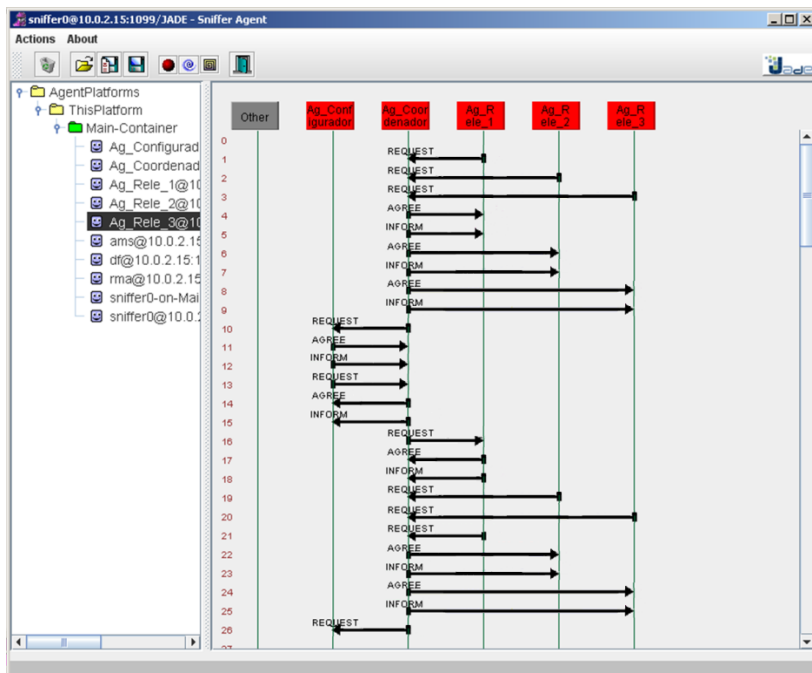 sniffer0@10.0.2.15:1099/JADE - Sniffer Agent
Actions About
Jade
AgentPlatforms
ThisPlatform
Main-Container
Ag_Configurad
Ag_Coordenad
Ag_Rele_1@10
Ag_Rele_2@10
Ag_Rele_3@10
ams@10.0.2.15
df@10.0.2.15:1
rma@10.0.2.15
sniffer0-on-Mai
sniffer0@10.0.2
Other
Ag_Conf
igurador
Ag_Coor
denador
Ag_R
ele_1
Ag_R
ele_2
Ag_R
ele_3
0
1 REQUEST
2 REQUEST
3 REQUEST
4 AGREE
5 INFORM
6 AGREE
7 INFORM
8 AGREE
9 INFORM
10 REQUEST
11 AGREE
12 INFORM
13 REQUEST
14 AGREE
15 INFORM
16 REQUEST
17 AGREE
18 INFORM
19 REQUEST
20 REQUEST
21 REQUEST
22 AGREE
23 INFORM
24 AGREE
25 INFORM
26 REQUEST
27